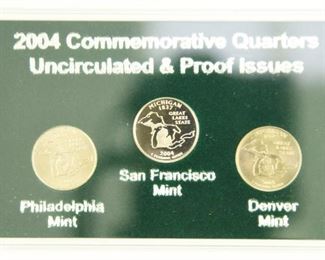 2004 Commemorative Quarters
Uncirculated & Proof Issues
MICHIGAN
1837
GREAT
LAKES
STATE
2004
San Francisco
Mint
Philadelphia
Mint
Denver
Mint